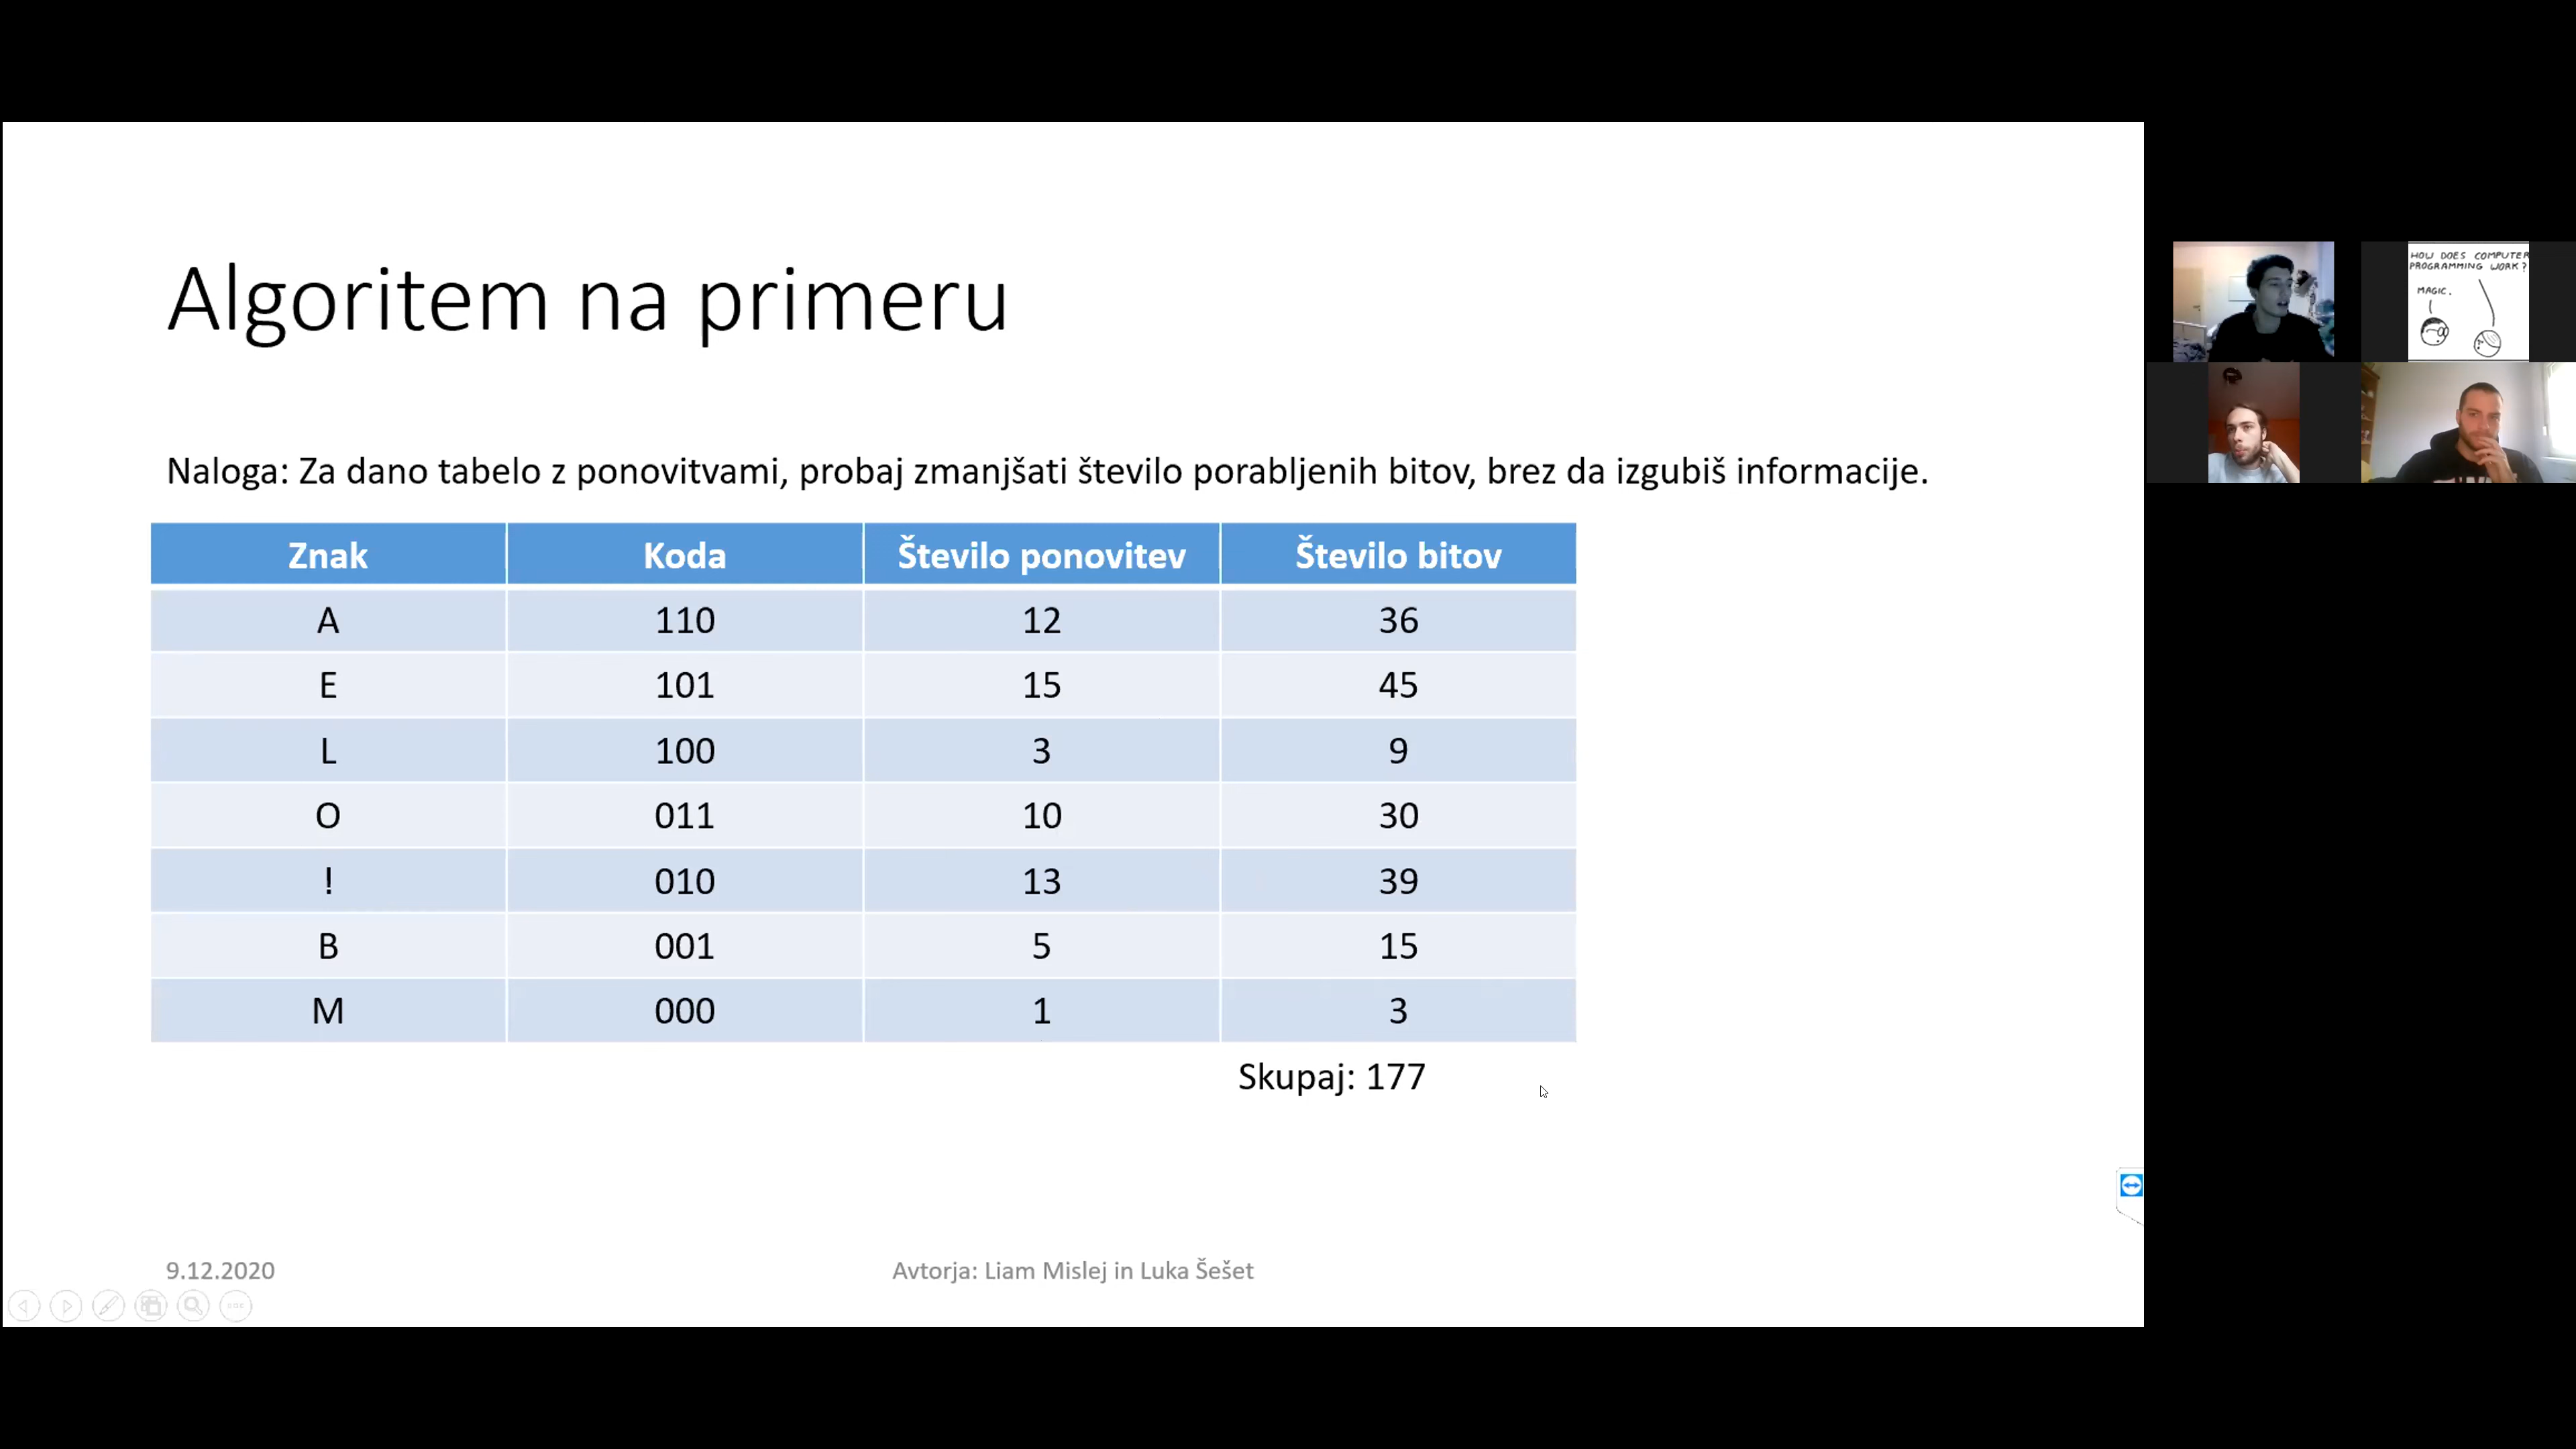 Algoritem na primeru
Naloga: Za dano tabelo z ponovitvami, probaj zmanjšati število porabljenih bitov, brez da izgubiš informacije.
Znak Koda Število ponovitev Število bitov
A 110 12 36
E 101 15 45
L 100 3 9
O 011 10 30
! 010 13 39
B 001 5 15
M 000 1 3
Skupaj: 177
9.12.2020
Avtorja: Liam Mislej in Luka Šešet
HOW DOES COMPUTER
PROGRAMMING WORK?
MAGIC.